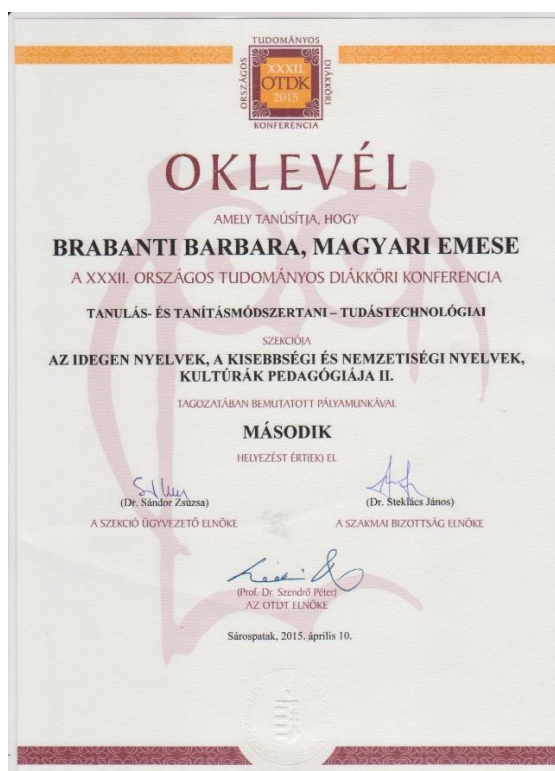 TUDOMÁNYOS
ORSZÁGOS
XXXII.
OTDK
2015
DIÁKKÖRI
KONFERENCIA
OKLEVÉL
AMELY TANÚSÍTJA, HOGY
BRABANTI BARBARA, MAGYARI EMESE
A XXXII. ORSZÁGOS TUDOMÁNYOS DIÁKKÖRI KONFERENCIA
TANULÁS- ÉS TANÍTÁSMÓDSZERTANI – TUDÁSTECHNOLÓGIAI
SZEKCIÓJA
AZ IDEGEN NYELVEK, A KISEBBSÉGI ÉS NEMZETISÉGI NYELVEK,
KULTÚRÁK PEDAGÓGIÁJA II.
TAGOZATÁBAN BEMUTATOTT PÁLYAMUNKÁVAL
MÁSODIK
HELYEZÉST ÉRT(EK) EL
(Dr. Sándor Zsuzsa)
A SZEKCIÓ ÜGYVEZETŐ ELNÖKE
(Dr. Steklács János)
A SZAKMAI BIZOTTSÁG ELNÖKE
(Prof. Dr. Szendrő Péter)
AZ OTDT ELNÖKE
Sárospatak, 2015. április 10.